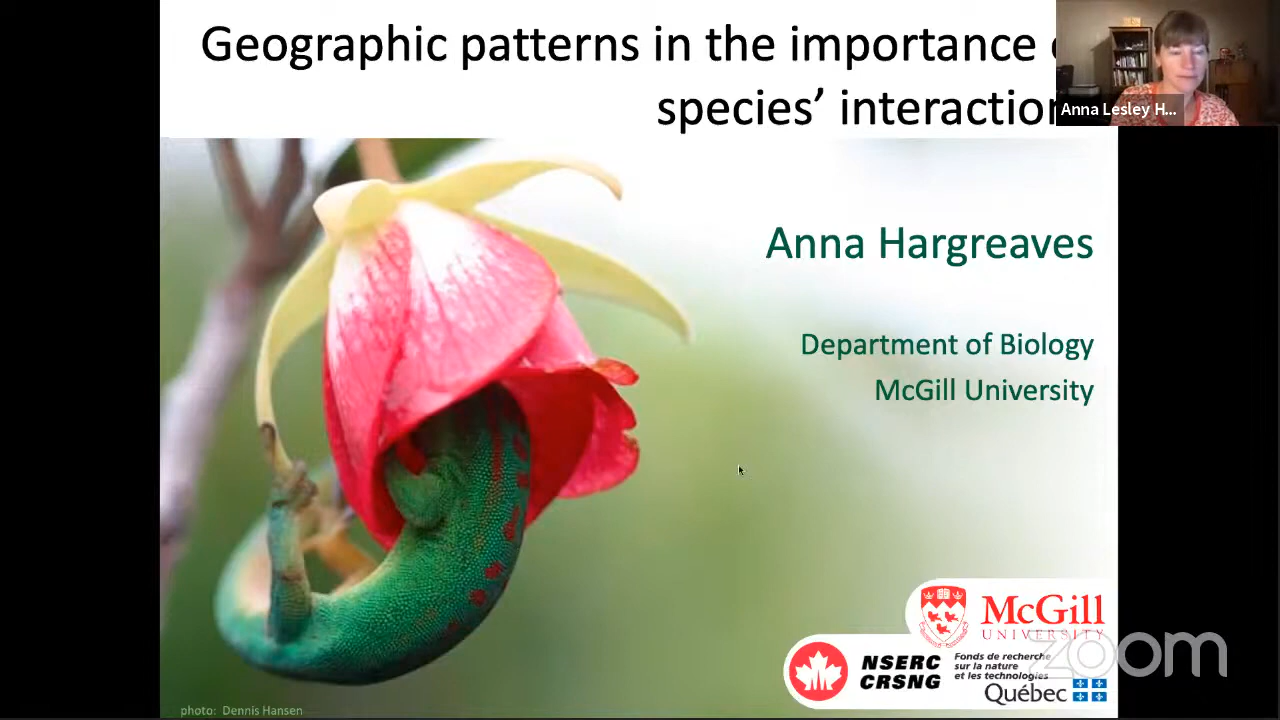 Geographic patterns in the importance
species' interaction
Anna Lesley H...
Anna Hargreaves
Department of Biology
McGill University
McGill
UNIVERSITY
NSERC
CRSNG
Fonds de recherche
sur la nature
et les technologies
Québec
zoom
photo: Dennis Hansen